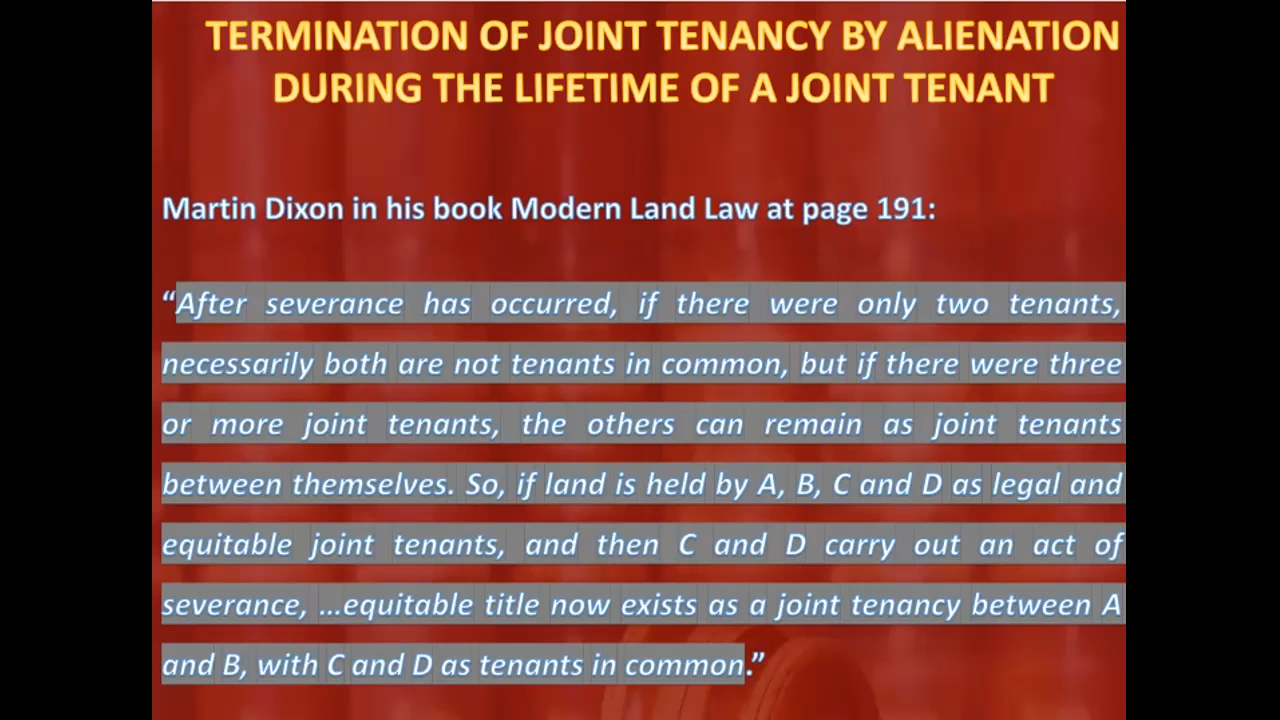 TERMINATION OF JOINT TENANCY BY ALIENATION
DURING THE LIFETIME OF A JOINT TENANT
Martin Dixon in his book Modern Land Law at page 191:
“After severance has occurred, if there were only two tenants,
necessarily both are not tenants in common, but if there were three
or more joint tenants, the others can remain as joint tenants
between themselves. So, if land is held by A, B, C and D as legal and
equitable joint tenants, and then C and D carry out an act of
severance, …equitable title now exists as a joint tenancy between A
and B, with C and D as tenants in common.”